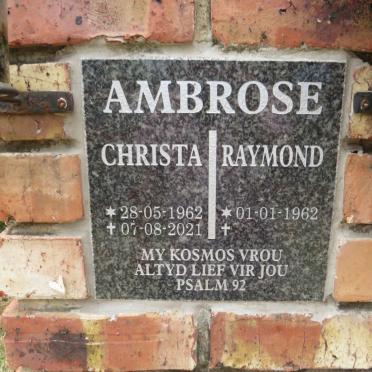 AMBROSE
CHRISTA RAYMOND
✶ 28-05-1962 ✶ 01-01-1962
✝ 07-08-2021 ✝
MY KOSMOS VROU
ALTYD LIEF VIR JOU
PSALM 92